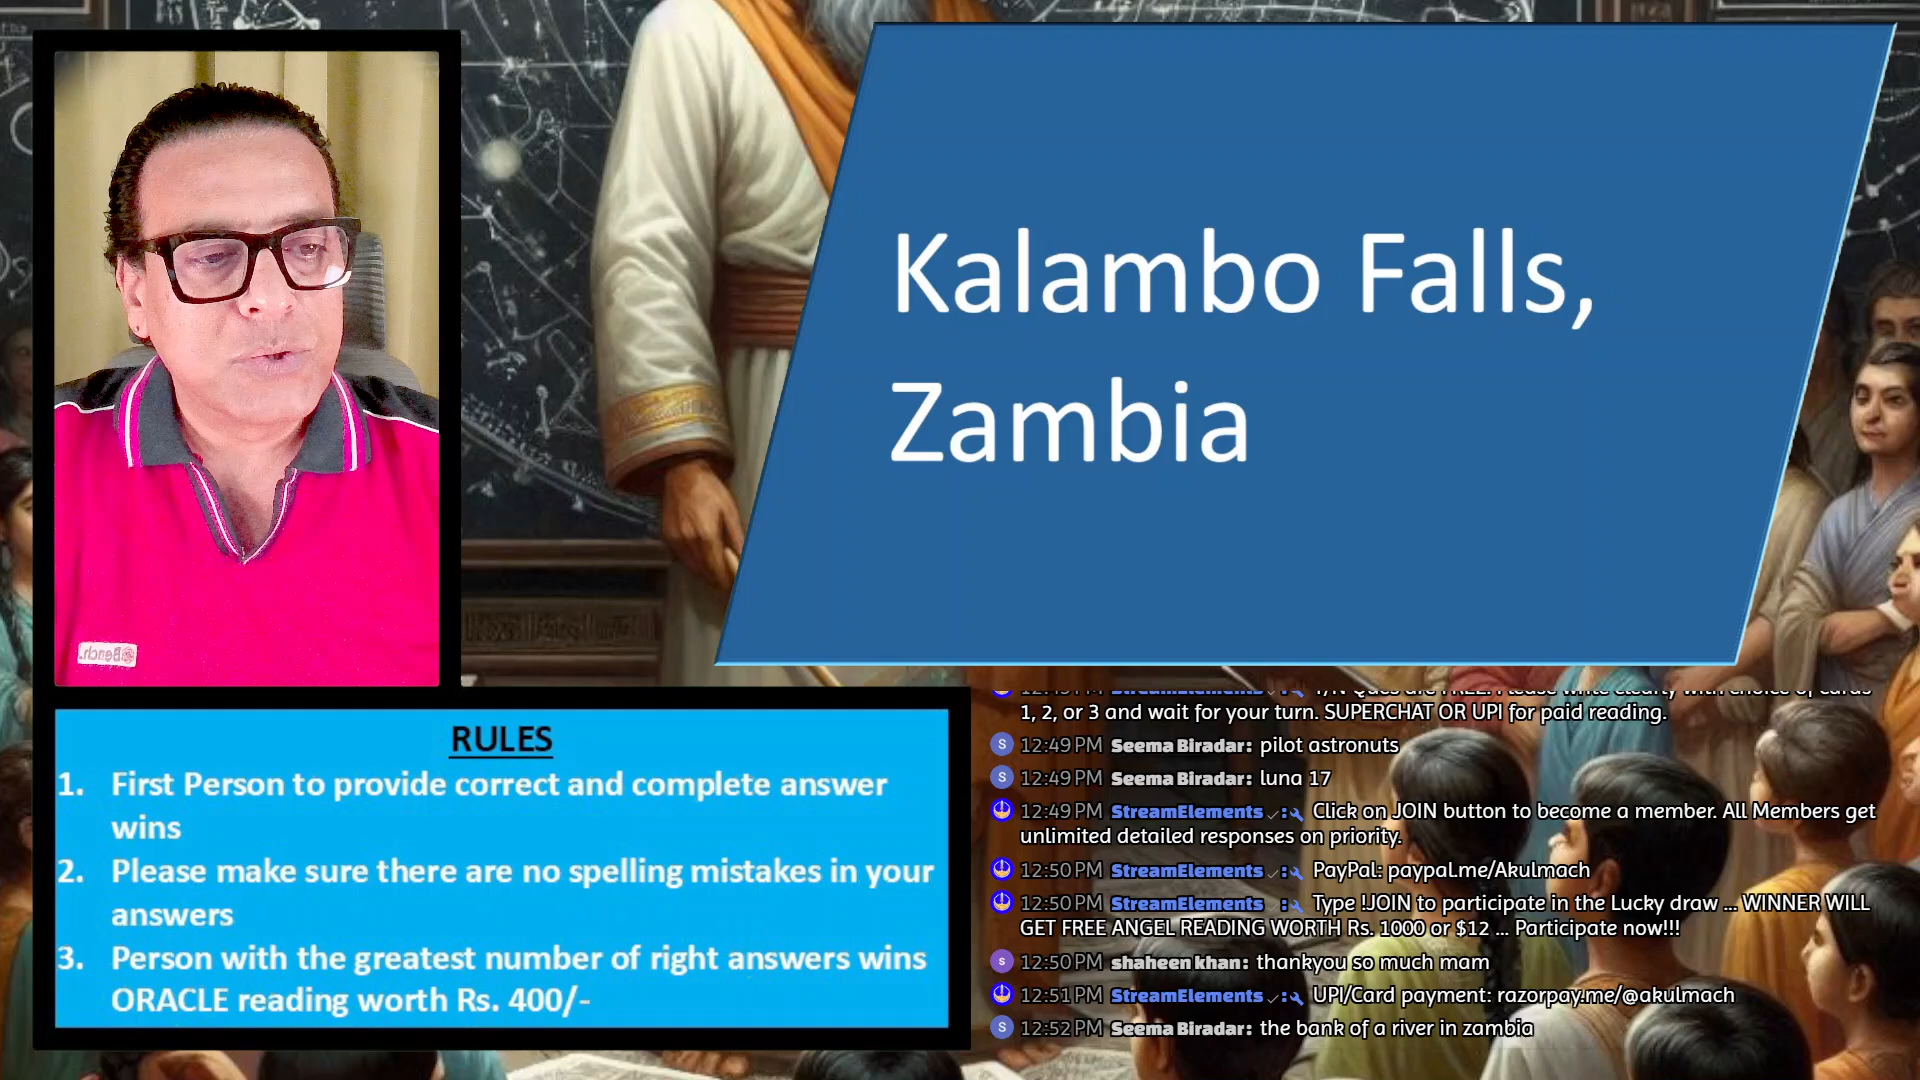 Kalambo Falls,
Zambia
RULES
1. First Person to provide correct and complete answer
wins
2. Please make sure there are no spelling mistakes in your
answers
3. Person with the greatest number of right answers wins
ORACLE reading worth Rs. 400/-
1, 2, or 3 and wait for your turn. SUPERCHAT OR UPI for paid reading.
S 12:49 PM Seema Biradar: pilot astronuts
S 12:49 PM Seema Biradar: luna 17
12:49 PM StreamElements : Click on JOIN button to become a member. All Members get
unlimited detailed responses on priority.
12:50 PM StreamElements : PayPal: paypal.me/Akulmach
12:50 PM StreamElements : Type !JOIN to participate in the Lucky draw ... WINNER WILL
GET FREE ANGEL READING WORTH Rs. 1000 or $12 ... Participate now!!!
s 12:50 PM shaheen khan: thankyou so much mam
12:51 PM StreamElements : UPI/Card payment: razorpay.me/@akulmach
S 12:52 PM Seema Biradar: the bank of a river in zambia